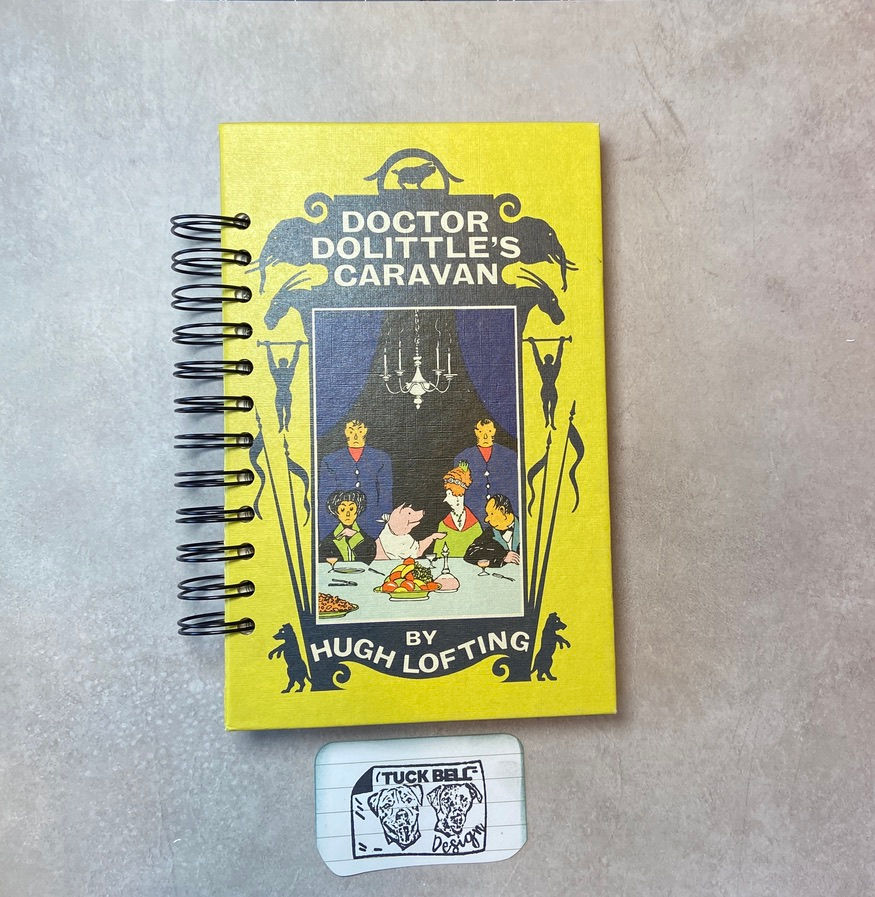 DOCTOR
DOLITTLE'S
CARAVAN
BY
HUGH LOFTING
TUCK BELL
Design